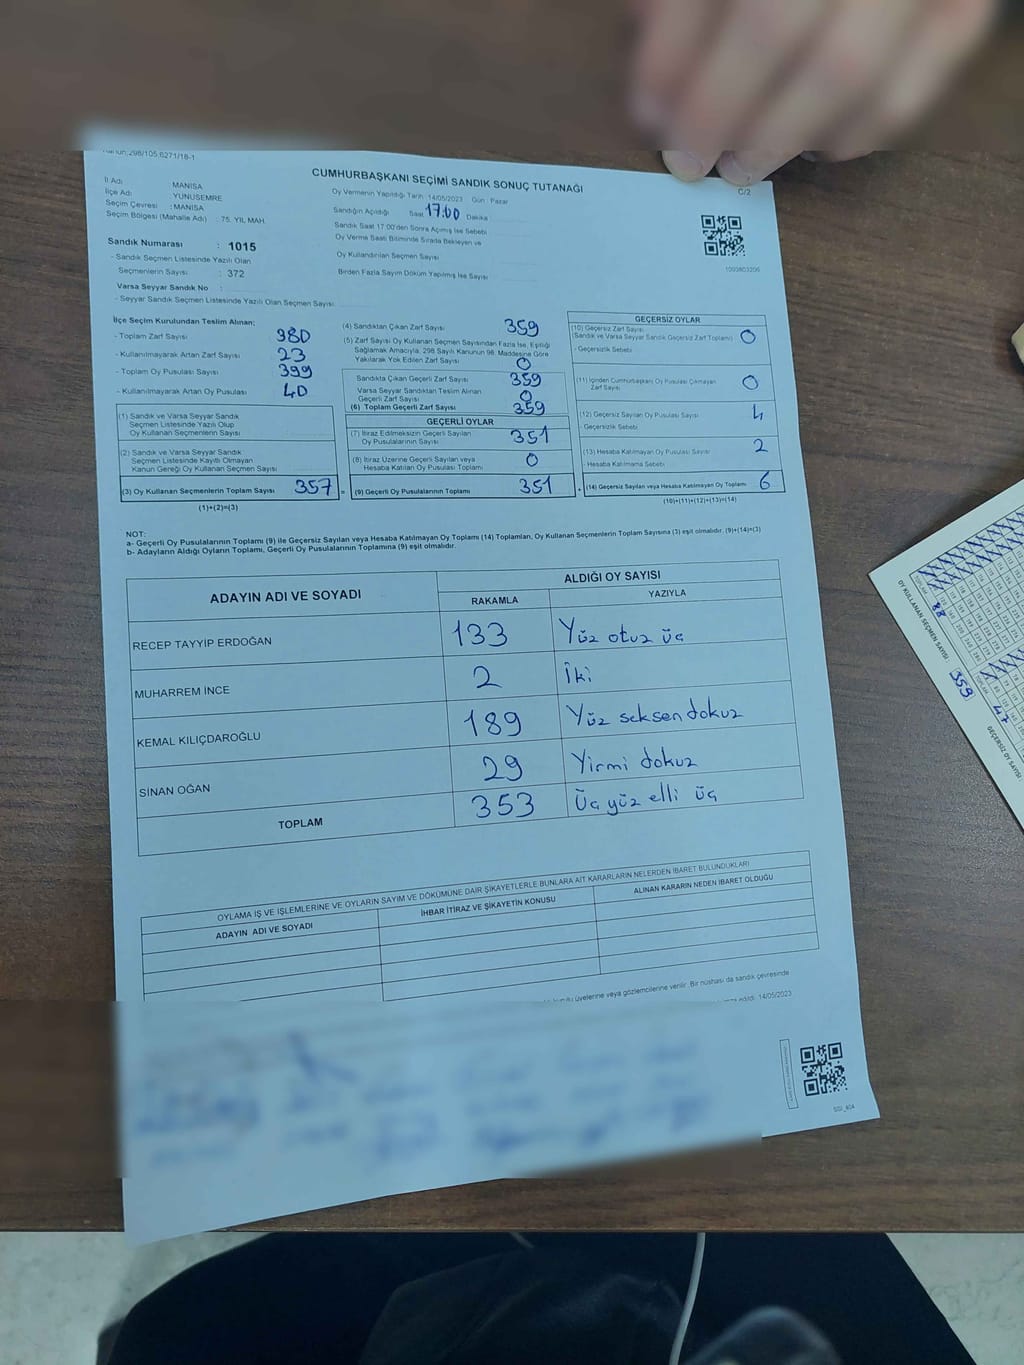 Kanun;298/105,6271/18-1
CUMHURBAŞKANI SEÇİMİ SANDIK SONUÇ TUTANAĞI
C/2
İl Adı : MANİSA
İlçe Adı : YUNUSEMRE
Seçim Çevresi : MANİSA
Seçim Bölgesi (Mahalle Adı) : 75. YIL MAH.
Oy Vermenin Yapıldığı Tarih: 14/05/2023 Gün : Pazar
Sandığın Açıldığı Saat 17:00 Dakika :
Sandık Saat 17:00'den Sonra Açılmış İse Sebebi
Oy Verme Saati Bitiminde Sırada Bekleyen ve
Oy Kullandırılan Seçmen Sayısı
Birden Fazla Sayım Döküm Yapılmış İse Sayısı
1000803206
Sandık Numarası : 1015
- Sandık Seçmen Listesinde Yazılı Olan
Seçmenlerin Sayısı : 372
Varsa Seyyar Sandık No :
- Seyyar Sandık Seçmen Listesinde Yazılı Olan Seçmen Sayısı
İlçe Seçim Kurulundan Teslim Alınan;
- Toplam Zarf Sayısı 380
- Kullanılmayarak Artan Zarf Sayısı 23
- Toplam Oy Pusulası Sayısı 399
- Kullanılmayarak Artan Oy Pusulası 40
(1) Sandık ve Varsa Seyyar Sandık
Seçmen Listesinde Yazılı Olup
Oy Kullanan Seçmenlerin Sayısı
(2) Sandık ve Varsa Seyyar Sandık
Seçmen Listesinde Kayıtlı Olmayan
Kanun Gereği Oy Kullanan Seçmen Sayısı
(3) Oy Kullanan Seçmenlerin Toplam Sayısı 357 =
(1)+(2)=(3)
(4) Sandıktan Çıkan Zarf Sayısı 359
(5) Zarf Sayısı Oy Kullanan Seçmen Sayısından Fazla İse, Eşitliği
Sağlamak Amacıyla, 298 Sayılı Kanunun 98. Maddesine Göre
Yakılarak Yok Edilen Zarf Sayısı 0
Sandıkta Çıkan Geçerli Zarf Sayısı 359
Varsa Seyyar Sandıktan Teslim Alınan
Geçerli Zarf Sayısı 0
(6) Toplam Geçerli Zarf Sayısı 359
GEÇERLİ OYLAR
(7) İtiraz Edilmeksizin Geçerli Sayılan
Oy Pusulalarının Sayısı 351
(8) İtiraz Üzerine Geçerli Sayılan veya
Hesaba Katılan Oy Pusulası Toplamı 0
(9) Geçerli Oy Pusulalarının Toplamı 351 +
GEÇERSİZ OYLAR
(10) Geçersiz Zarf Sayısı
(Sandık ve Varsa Seyyar Sandık Geçersiz Zarf Toplamı) 0
- Geçersizlik Sebebi
(11) İçinden Cumhurbaşkanı Oy Pusulası Çıkmayan
Zarf Sayısı 0
(12) Geçersiz Sayılan Oy Pusulası Sayısı 4
- Geçersizlik Sebebi
(13) Hesaba Katılmayan Oy Pusulası Sayısı 2
- Hesaba Katılmama Sebebi
(14) Geçersiz Sayılan veya Hesaba Katılmayan Oy Toplamı 6
(10)+(11)+(12)+(13)=(14)
NOT:
a- Geçerli Oy Pusulalarının Toplamı (9) ile Geçersiz Sayılan veya Hesaba Katılmayan Oy Toplamı (14) Toplamları, Oy Kullanan Seçmenlerin Toplam Sayısına (3) eşit olmalıdır. (9)+(14)=(3)
b- Adayların Aldığı Oyların Toplamı, Geçerli Oy Pusulalarının Toplamına (9) eşit olmalıdır.
ADAYIN ADI VE SOYADI
ALDIĞI OY SAYISI
RAKAMLA YAZIYLA
RECEP TAYYİP ERDOĞAN 133 Yüz otuz üç
MUHARREM İNCE 2 İki
KEMAL KILIÇDAROĞLU 189 Yüz seksen dokuz
SİNAN OĞAN 29 Yirmi dokuz
TOPLAM 353 Üç yüz elli üç
OYLAMA İŞ VE İŞLEMLERİNE VE OYLARIN SAYIM VE DÖKÜMÜNE DAİR ŞİKAYETLERLE BUNLARA AİT KARARLARIN NELERDEN İBARET BULUNDUKLARI
ADAYIN ADI VE SOYADI
İHBAR İTİRAZ VE ŞİKAYETİN KONUSU
ALINAN KARARIN NEDEN İBARET OLDUĞU
üyelerine veya gözlemcilerine verilir. Bir nüshası da sandık çevresinde
edildi. 14/05/2023
OY KULLANAN SEÇMEN SAYISI : 359
GEÇERSİZ OY SAYISI :